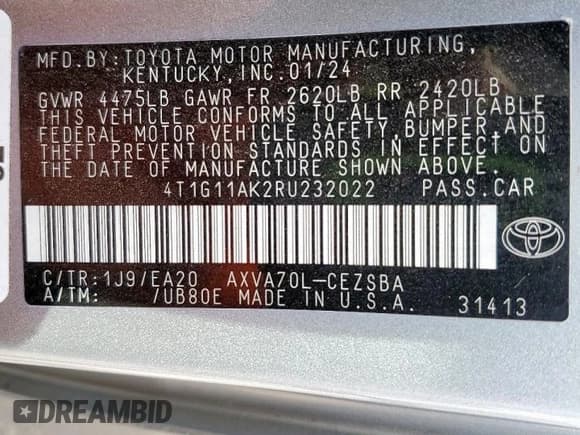 MFD.BY:TOYOTA MOTOR MANUFACTURING,
KENTUCKY,INC.01/24
GVWR 4475LB GAWR FR 2620LB RR 2420LB
THIS VEHICLE CONFORMS TO ALL APPLICABLE
FEDERAL MOTOR VEHICLE SAFETY,BUMPER,AND
THEFT PREVENTION STANDARDS IN EFFECT ON
THE DATE OF MANUFACTURE SHOWN ABOVE.
4T1G11AK2RU232022 PASS.CAR
C/TR:1J9/EA20 AXVA70L-CEZSBA
A/TM: /UB80E MADE IN U.S.A. 31413
DREAMBID